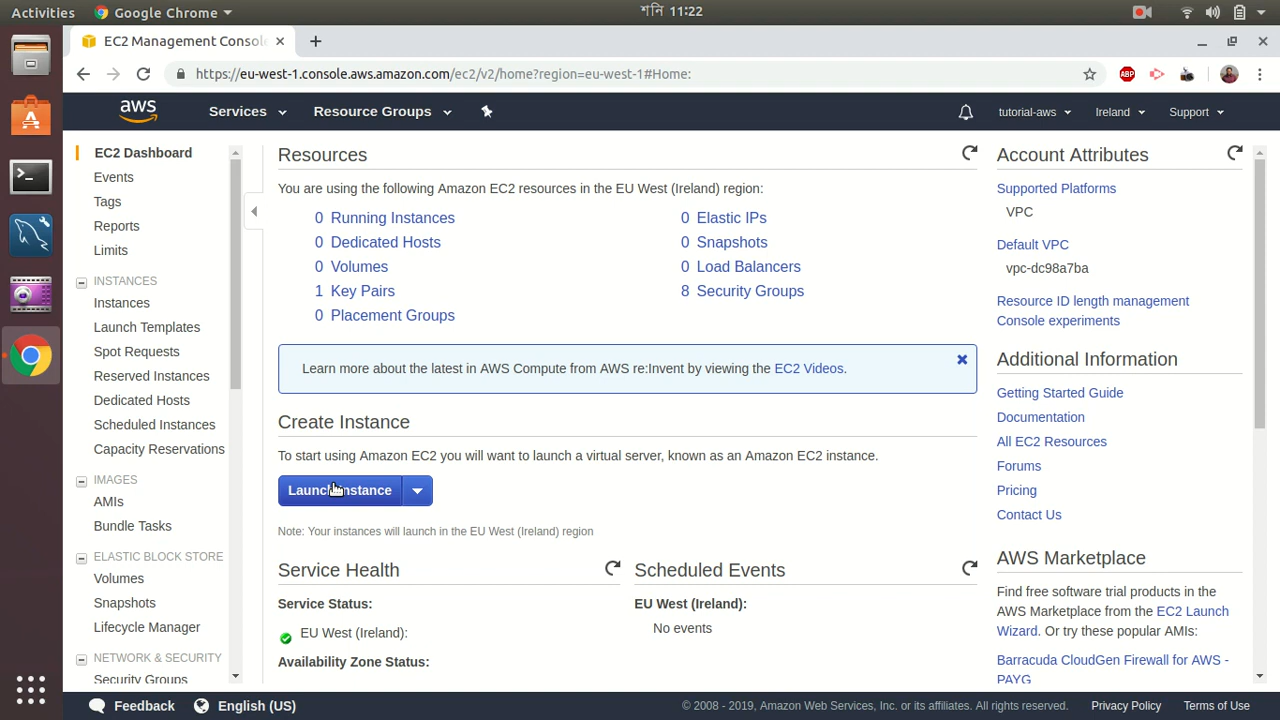 Activities Google Chrome শনি 11:22
EC2 Management Conso
https://eu-west-1.console.aws.amazon.com/ec2/v2/home?region=eu-west-1#Home:
ABP
aws Services Resource Groups tutorial-aws Ireland Support
EC2 Dashboard
Events
Tags
Reports
Limits
INSTANCES
Instances
Launch Templates
Spot Requests
Reserved Instances
Dedicated Hosts
Scheduled Instances
Capacity Reservations
IMAGES
AMIs
Bundle Tasks
ELASTIC BLOCK STORE
Volumes
Snapshots
Lifecycle Manager
NETWORK & SECURITY
Security Groups
Resources
You are using the following Amazon EC2 resources in the EU West (Ireland) region:
0 Running Instances
0 Elastic IPs
0 Dedicated Hosts
0 Snapshots
0 Volumes
0 Load Balancers
1 Key Pairs
8 Security Groups
0 Placement Groups
Learn more about the latest in AWS Compute from AWS re:Invent by viewing the EC2 Videos.
Create Instance
To start using Amazon EC2 you will want to launch a virtual server, known as an Amazon EC2 instance.
Launch Instance
Note: Your instances will launch in the EU West (Ireland) region
Service Health
Service Status:
EU West (Ireland):
Availability Zone Status:
Scheduled Events
EU West (Ireland):
No events
Account Attributes
Supported Platforms
VPC
Default VPC
vpc-dc98a7ba
Resource ID length management
Console experiments
Additional Information
Getting Started Guide
Documentation
All EC2 Resources
Forums
Pricing
Contact Us
AWS Marketplace
Find free software trial products in the
AWS Marketplace from the EC2 Launch
Wizard. Or try these popular AMIs:
Barracuda CloudGen Firewall for AWS -
PAYG
Feedback English (US) © 2008 - 2019, Amazon Web Services, Inc. or its affiliates. All rights reserved. Privacy Policy Terms of Use